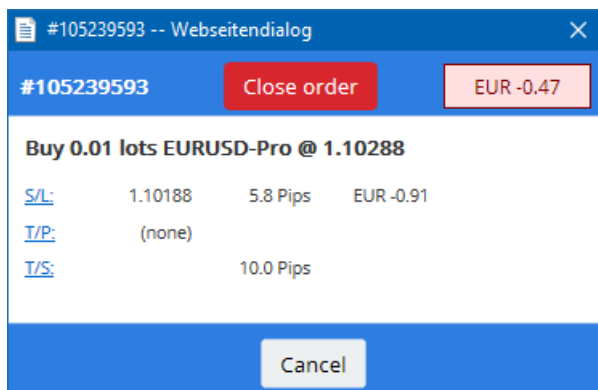 #105239593 -- Webseitendialog
#105239593 Close order EUR -0.47
Buy 0.01 lots EURUSD-Pro @ 1.10288
S/L: 1.10188 5.8 Pips EUR -0.91
T/P: (none)
T/S: 10.0 Pips
Cancel